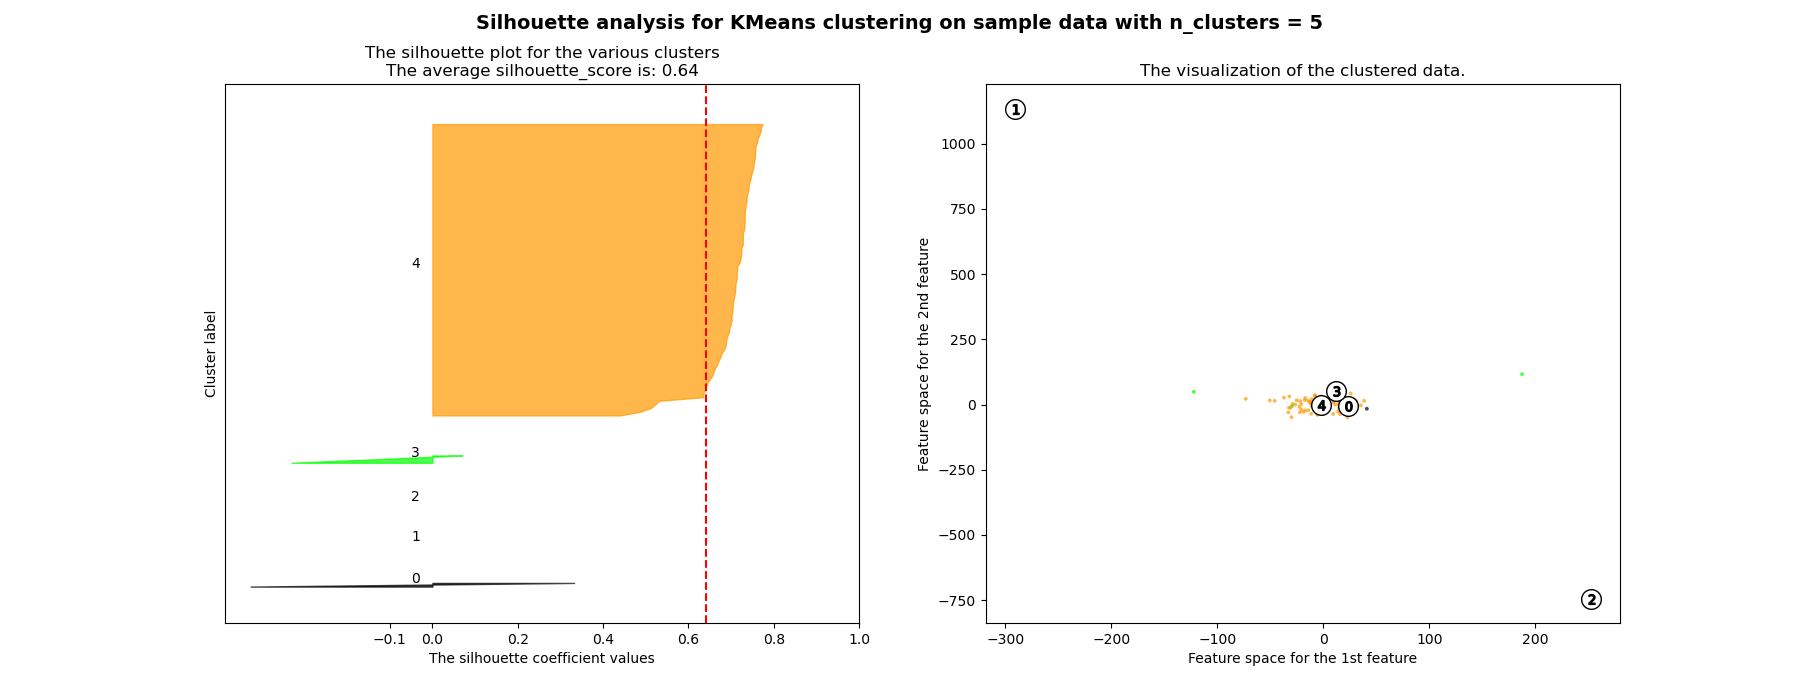 Silhouette analysis for KMeans clustering on sample data with n_clusters = 5
The silhouette plot for the various clusters
The average silhouette_score is: 0.64
Cluster label
4
3
2
1
0
−0.1 0.0 0.2 0.4 0.6 0.8 1.0
The silhouette coefficient values
The visualization of the clustered data.
Feature space for the 2nd feature
1000
750
500
250
0
−250
−500
−750
1
3
4 0
2
−300 −200 −100 0 100 200
Feature space for the 1st feature